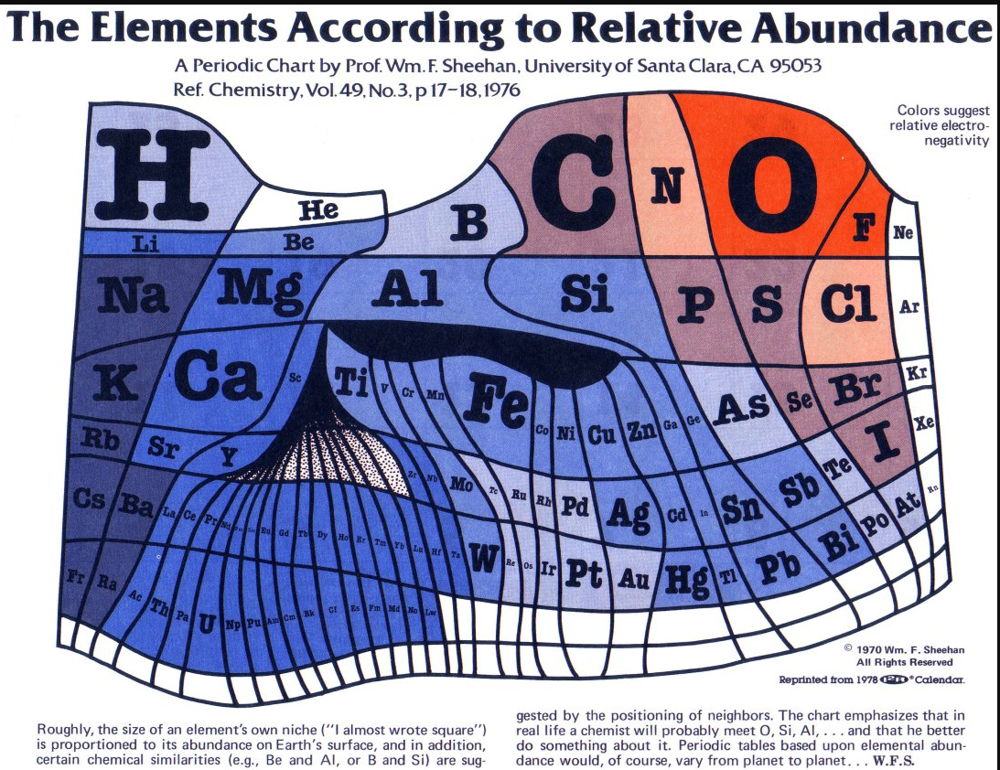 The Elements According to Relative Abundance
A Periodic Chart by Prof. Wm. F. Sheehan, University of Santa Clara, CA 95053
Ref. Chemistry, Vol. 49, No. 3, p 17–18, 1976
Colors suggest
relative electro-
negativity
H He B C N O F Ne
Li Be
Na Mg Al Si P S Cl Ar
K Ca Sc Ti V Cr Mn Fe Co Ni Cu Zn Ga Ge As Se Br Kr
Rb Sr Y Zr Nb Mo Tc Ru Rh Pd Ag Cd In Sn Sb Te I Xe
Cs Ba La Ce Pr Nd Eu Gd Tb Dy Ho Er Tm Yb Lu Hf Ta W Re Os Ir Pt Au Hg Tl Pb Bi Po At Rn
Fr Ra Ac Th Pa U Np Pu Am Cm Bk Cf Es Fm Md No Lw
© 1970 Wm. F. Sheehan
All Rights Reserved
Reprinted from 1978 ® Calendar.
Roughly, the size of an element's own niche ("I almost wrote square")
is proportioned to its abundance on Earth's surface, and in addition,
certain chemical similarities (e.g., Be and Al, or B and Si) are sug-
gested by the positioning of neighbors. The chart emphasizes that in
real life a chemist will probably meet O, Si, Al, . . . and that he better
do something about it. Periodic tables based upon elemental abun-
dance would, of course, vary from planet to planet. . . W.F.S.